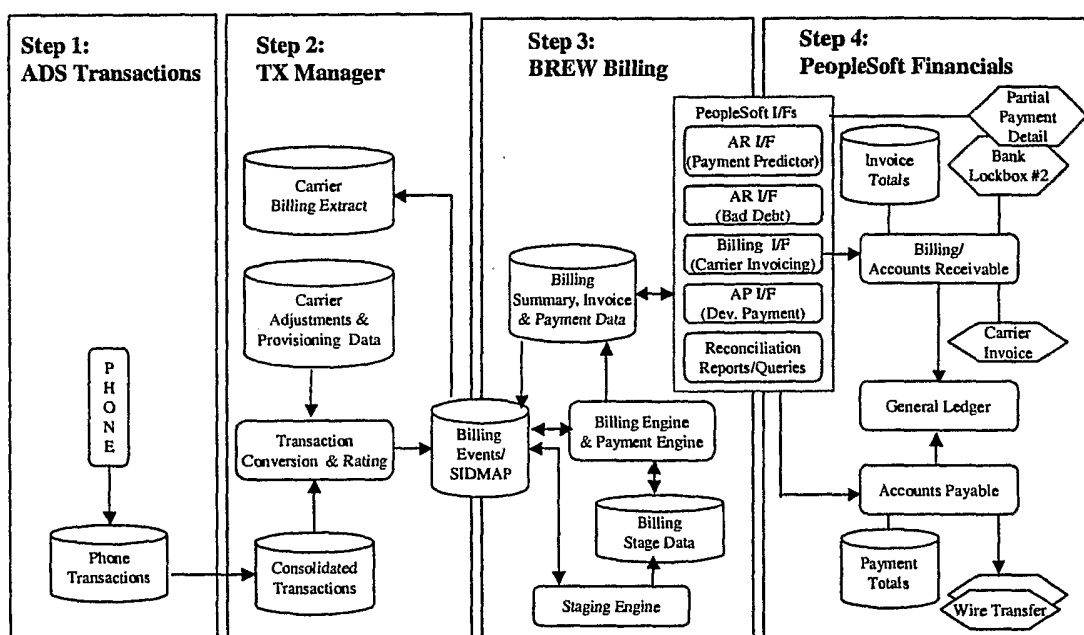 Step 1:
ADS Transactions
P
H
O
N
E
Phone
Transactions
Step 2:
TX Manager
Carrier
Billing Extract
Carrier
Adjustments &
Provisioning Data
Transaction
Conversion & Rating
Consolidated
Transactions
Billing
Events/
SIDMAP
Step 3:
BREW Billing
Billing
Summary, Invoice
& Payment Data
Billing Engine
& Payment Engine
Billing
Stage Data
Staging Engine
PeopleSoft I/Fs
AR I/F
(Payment Predictor)
AR I/F
(Bad Debt)
Billing I/F
(Carrier Invoicing)
AP I/F
(Dev. Payment)
Reconciliation
Reports/Queries
Step 4:
PeopleSoft Financials
Partial
Payment
Detail
Bank
Lockbox #2
Invoice
Totals
Billing/
Accounts Receivable
Carrier
Invoice
General Ledger
Accounts Payable
Payment
Totals
Wire Transfer